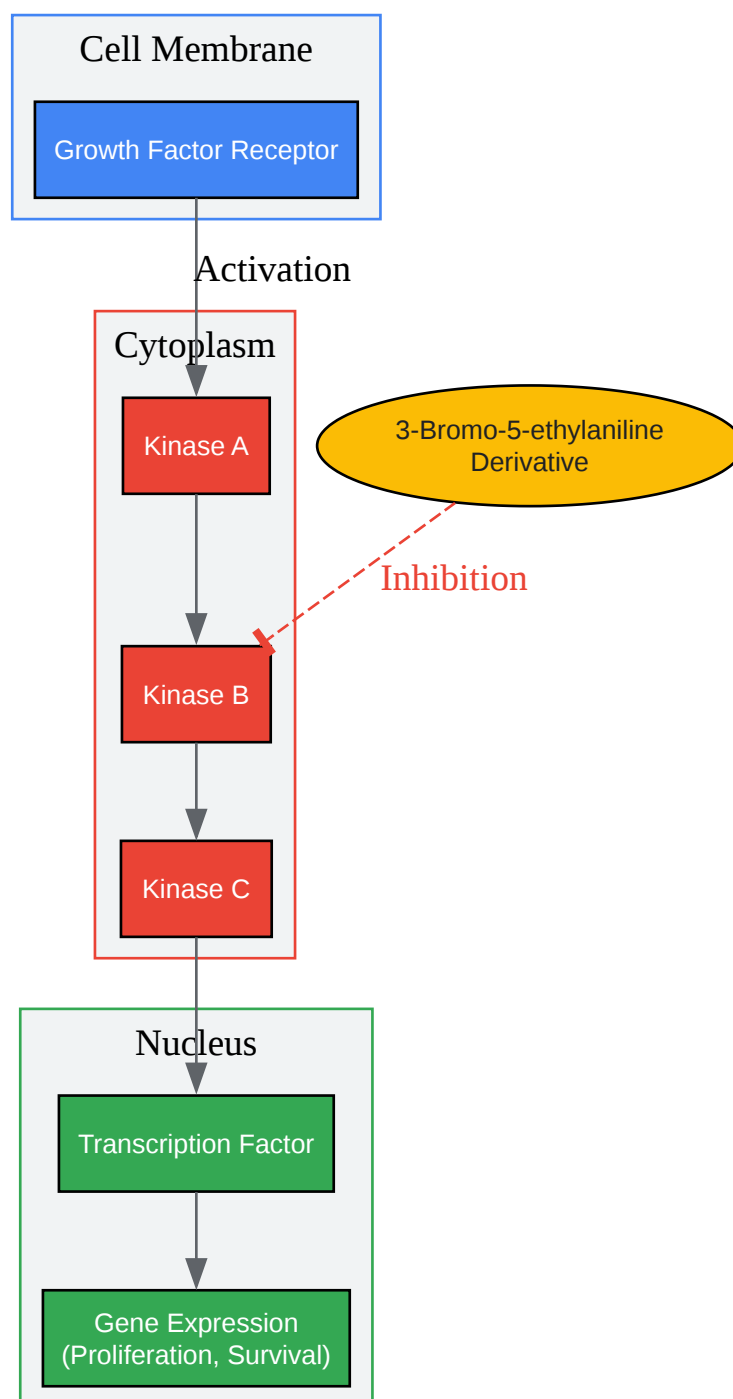 Cell Membrane
Growth Factor Receptor
Activation
Cytoplasm
Kinase A
3-Bromo-5-ethylaniline
Derivative
Inhibition
Kinase B
Kinase C
Nucleus
Transcription Factor
Gene Expression
(Proliferation, Survival)